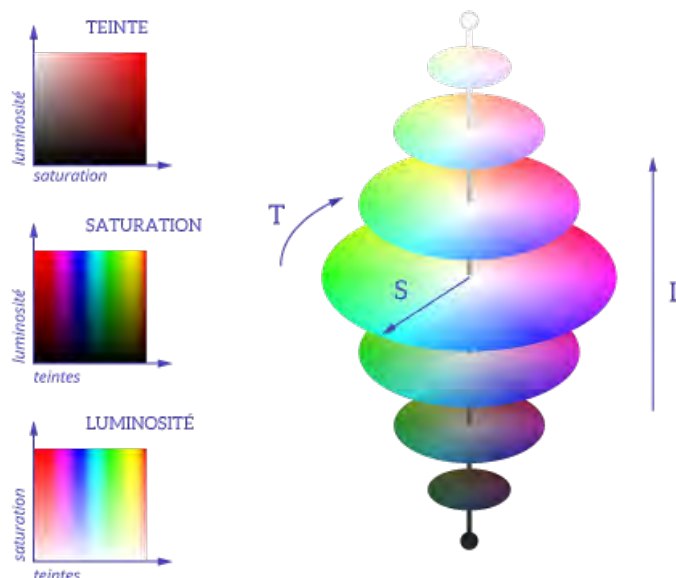 TEINTE
luminosité
saturation
SATURATION
luminosité
teintes
LUMINOSITÉ
saturation
teintes
T
S
L